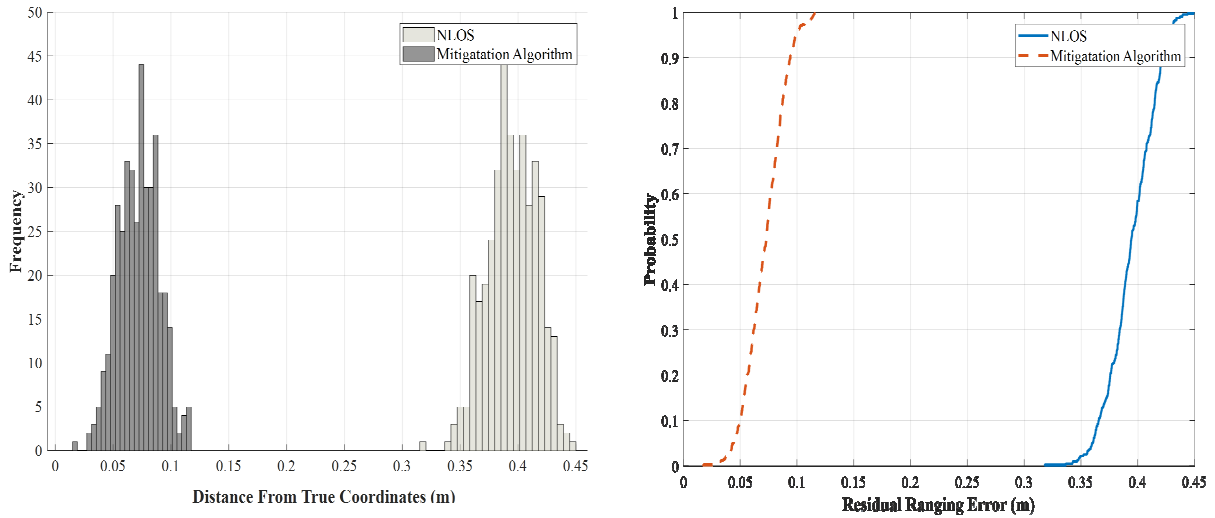 50
45
40
35
30
25
20
15
10
5
0
Frequency
0 0.05 0.1 0.15 0.2 0.25 0.3 0.35 0.4 0.45
Distance From True Coordinates (m)
NLOS
Mitigatation Algorithm
1
0.9
0.8
0.7
0.6
0.5
0.4
0.3
0.2
0.1
0
Probability
0 0.05 0.1 0.15 0.2 0.25 0.3 0.35 0.4 0.45
Residual Ranging Error (m)
NLOS
Mitigatation Algorithm